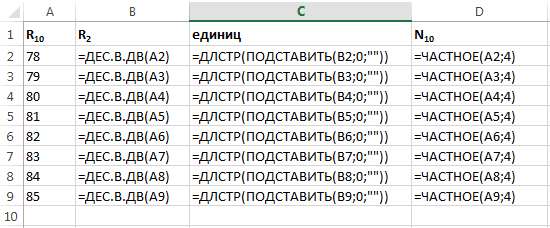 A B C D
1 R10 R2 единиц N10
2 78 =ДЕС.В.ДВ(A2) =ДЛСТР(ПОДСТАВИТЬ(B2;0;"")) =ЧАСТНОЕ(A2;4)
3 79 =ДЕС.В.ДВ(A3) =ДЛСТР(ПОДСТАВИТЬ(B3;0;"")) =ЧАСТНОЕ(A3;4)
4 80 =ДЕС.В.ДВ(A4) =ДЛСТР(ПОДСТАВИТЬ(B4;0;"")) =ЧАСТНОЕ(A4;4)
5 81 =ДЕС.В.ДВ(A5) =ДЛСТР(ПОДСТАВИТЬ(B5;0;"")) =ЧАСТНОЕ(A5;4)
6 82 =ДЕС.В.ДВ(A6) =ДЛСТР(ПОДСТАВИТЬ(B6;0;"")) =ЧАСТНОЕ(A6;4)
7 83 =ДЕС.В.ДВ(A7) =ДЛСТР(ПОДСТАВИТЬ(B7;0;"")) =ЧАСТНОЕ(A7;4)
8 84 =ДЕС.В.ДВ(A8) =ДЛСТР(ПОДСТАВИТЬ(B8;0;"")) =ЧАСТНОЕ(A8;4)
9 85 =ДЕС.В.ДВ(A9) =ДЛСТР(ПОДСТАВИТЬ(B9;0;"")) =ЧАСТНОЕ(A9;4)
10